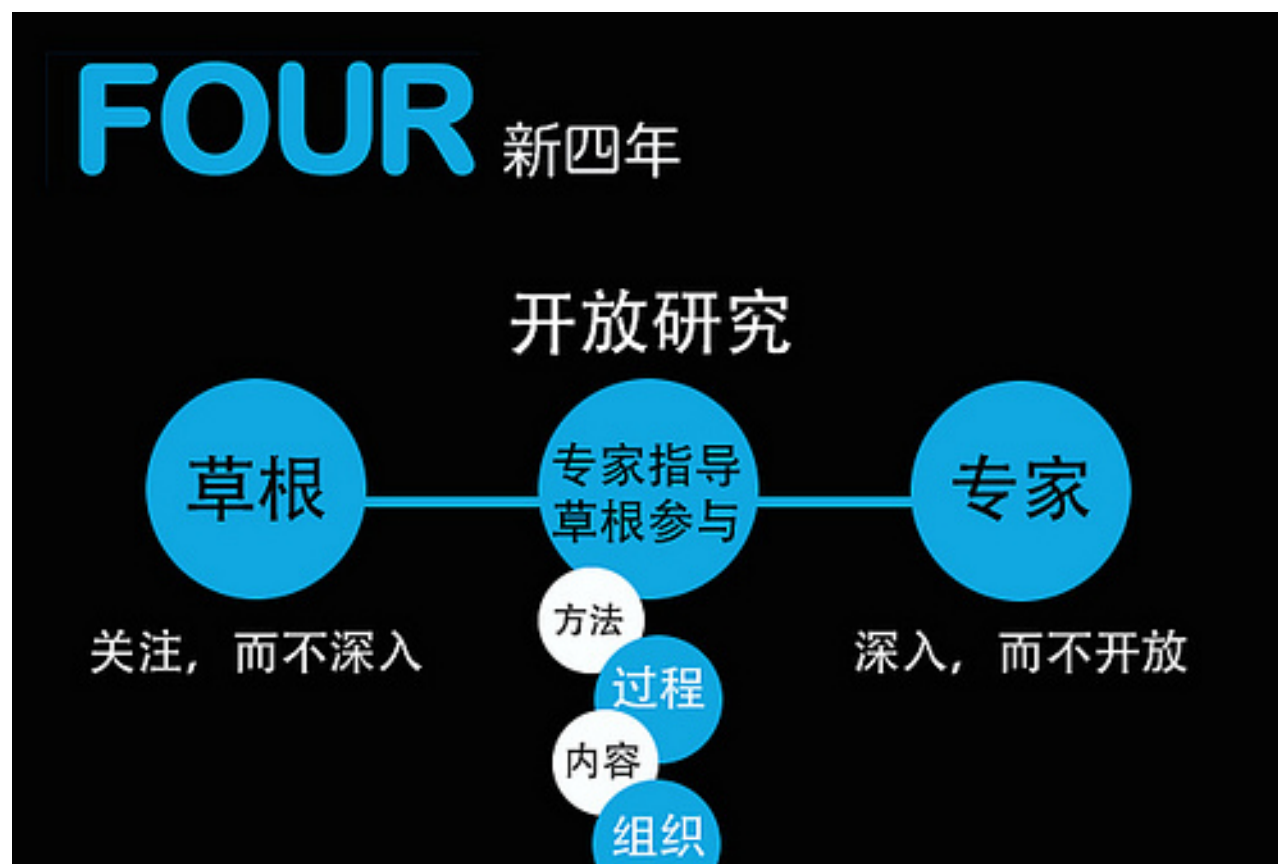 FOUR 新四年
开放研究
草根
专家指导
草根参与
专家
关注，而不深入
深入，而不开放
方法
过程
内容
组织